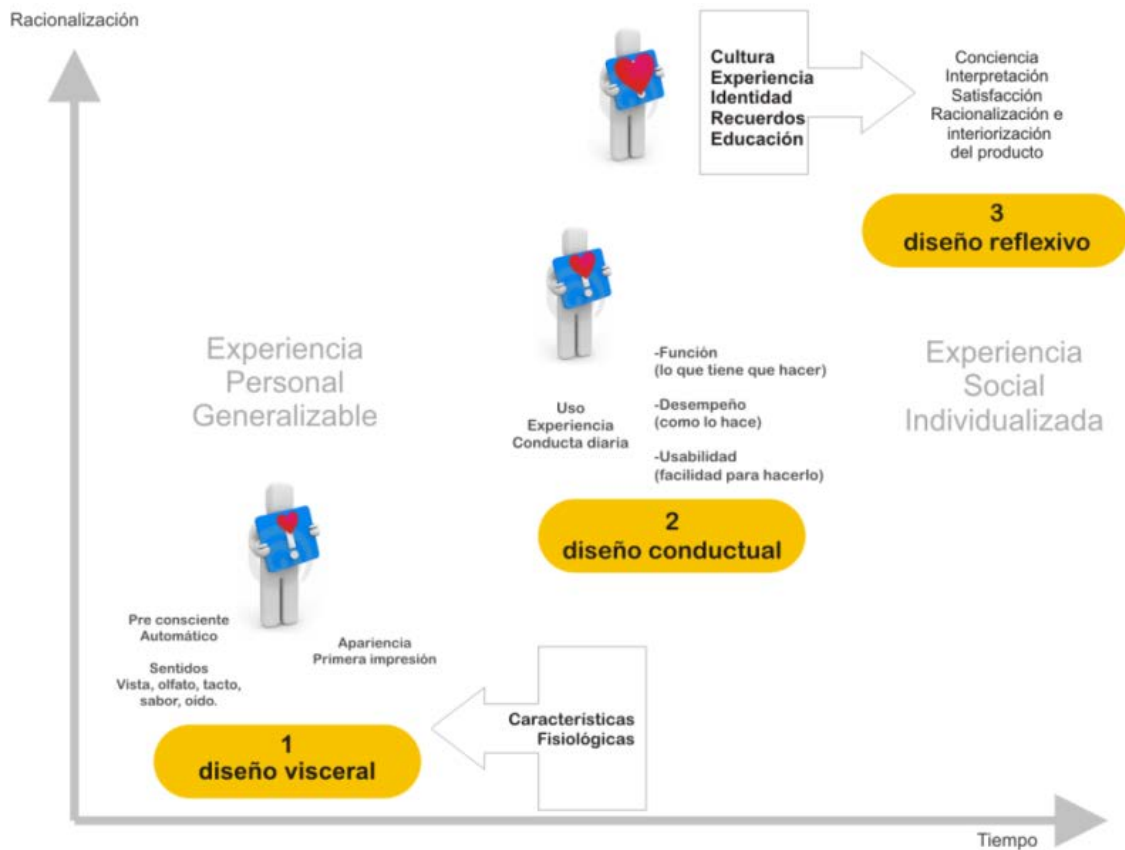 Racionalización
Cultura
Experiencia
Identidad
Recuerdos
Educación
Conciencia
Interpretación
Satisfacción
Racionalización e
interiorización
del producto
3
diseño reflexivo
Experiencia
Personal
Generalizable
Uso
Experiencia
Conducta diaria
-Función
(lo que tiene que hacer)
-Desempeño
(como lo hace)
-Usabilidad
(facilidad para hacerlo)
Experiencia
Social
Individualizada
2
diseño conductual
Pre consciente
Automático
Sentidos
Vista, olfato, tacto,
sabor, oído.
Apariencia
Primera impresión
1
diseño visceral
Características
Fisiológicas
Tiempo